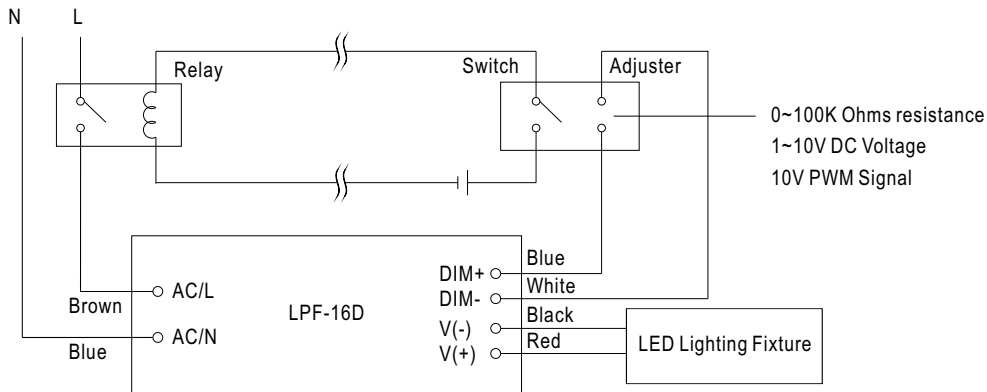 N L
Relay
Switch
Adjuster
0~100K Ohms resistance
1~10V DC Voltage
10V PWM Signal
Brown
Blue
AC/L
AC/N
LPF-16D
DIM+
DIM-
V(-)
V(+)
Blue
White
Black
Red
LED Lighting Fixture